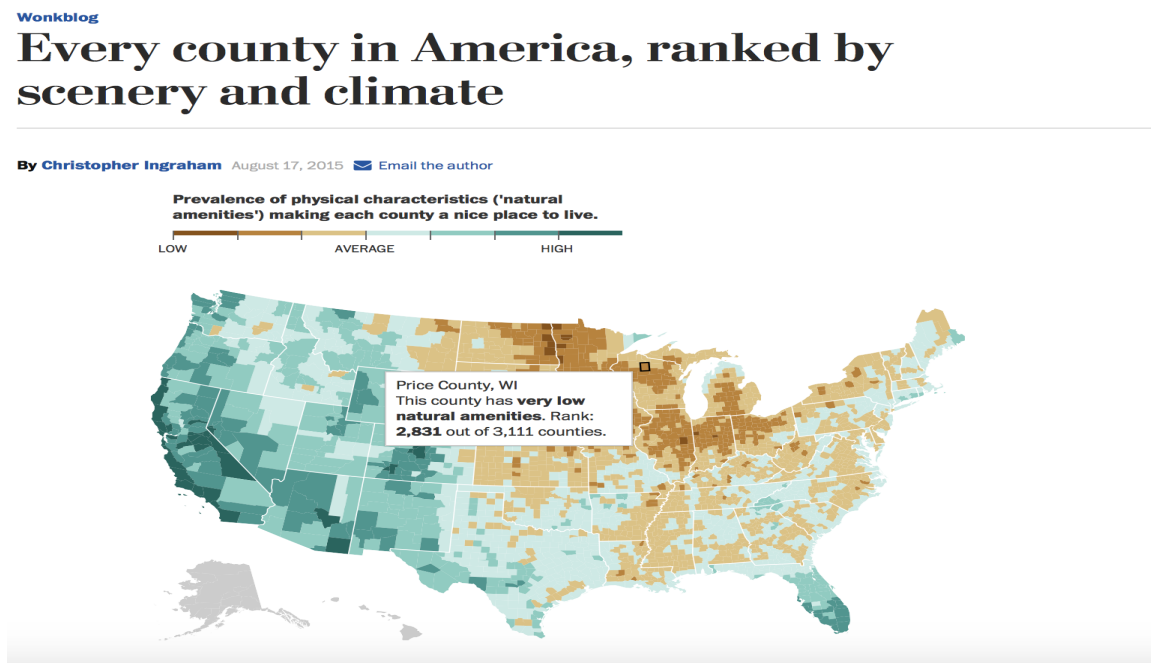 Wonkblog
Every county in America, ranked by
scenery and climate
By Christopher Ingraham August 17, 2015 Email the author
Prevalence of physical characteristics ('natural
amenities') making each county a nice place to live.
LOW AVERAGE HIGH
Price County, WI
This county has very low
natural amenities. Rank:
2,831 out of 3,111 counties.